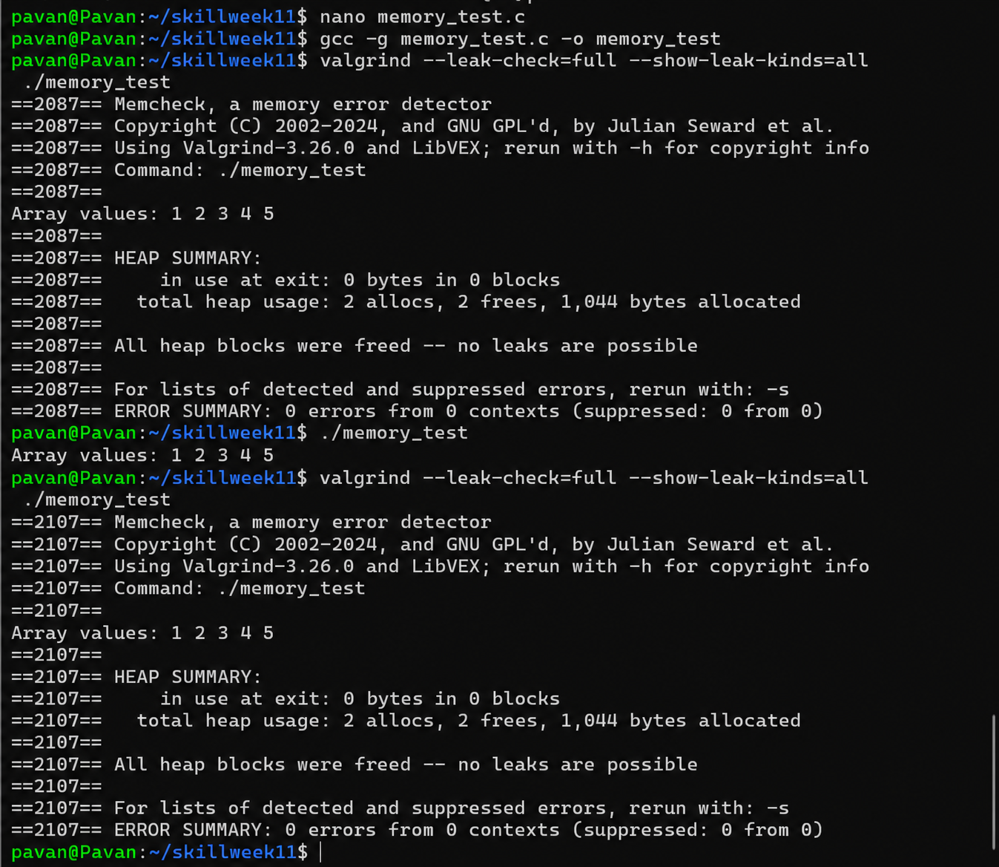 pavan@Pavan:~/skillweek11$ nano memory_test.c
pavan@Pavan:~/skillweek11$ gcc -g memory_test.c -o memory_test
pavan@Pavan:~/skillweek11$ valgrind --leak-check=full --show-leak-kinds=all
 ./memory_test
==2087== Memcheck, a memory error detector
==2087== Copyright (C) 2002-2024, and GNU GPL'd, by Julian Seward et al.
==2087== Using Valgrind-3.26.0 and LibVEX; rerun with -h for copyright info
==2087== Command: ./memory_test
==2087==
Array values: 1 2 3 4 5
==2087==
==2087== HEAP SUMMARY:
==2087==     in use at exit: 0 bytes in 0 blocks
==2087==   total heap usage: 2 allocs, 2 frees, 1,044 bytes allocated
==2087==
==2087== All heap blocks were freed -- no leaks are possible
==2087==
==2087== For lists of detected and suppressed errors, rerun with: -s
==2087== ERROR SUMMARY: 0 errors from 0 contexts (suppressed: 0 from 0)
pavan@Pavan:~/skillweek11$ ./memory_test
Array values: 1 2 3 4 5
pavan@Pavan:~/skillweek11$ valgrind --leak-check=full --show-leak-kinds=all
 ./memory_test
==2107== Memcheck, a memory error detector
==2107== Copyright (C) 2002-2024, and GNU GPL'd, by Julian Seward et al.
==2107== Using Valgrind-3.26.0 and LibVEX; rerun with -h for copyright info
==2107== Command: ./memory_test
==2107==
Array values: 1 2 3 4 5
==2107==
==2107== HEAP SUMMARY:
==2107==     in use at exit: 0 bytes in 0 blocks
==2107==   total heap usage: 2 allocs, 2 frees, 1,044 bytes allocated
==2107==
==2107== All heap blocks were freed -- no leaks are possible
==2107==
==2107== For lists of detected and suppressed errors, rerun with: -s
==2107== ERROR SUMMARY: 0 errors from 0 contexts (suppressed: 0 from 0)
pavan@Pavan:~/skillweek11$